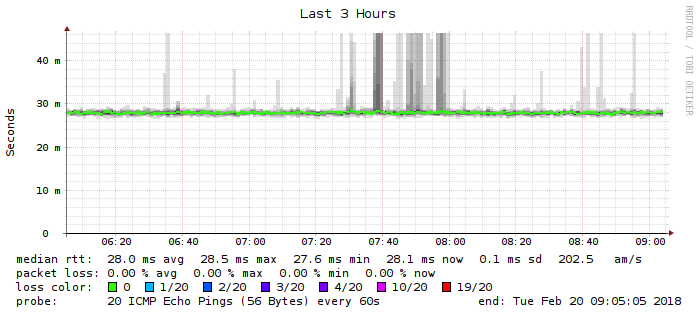 Last 3 Hours
RRDTOOL / TOBI OETIKER
Seconds
40 m
30 m
20 m
10 m
0
06:20 06:40 07:00 07:20 07:40 08:00 08:20 08:40 09:00
median rtt: 28.0 ms avg 28.5 ms max 27.6 ms min 28.1 ms now 0.1 ms sd 202.5 am/s
packet loss: 0.00 % avg 0.00 % max 0.00 % min 0.00 % now
loss color: 0 1/20 2/20 3/20 4/20 10/20 19/20
probe: 20 ICMP Echo Pings (56 Bytes) every 60s end: Tue Feb 20 09:05:05 2018